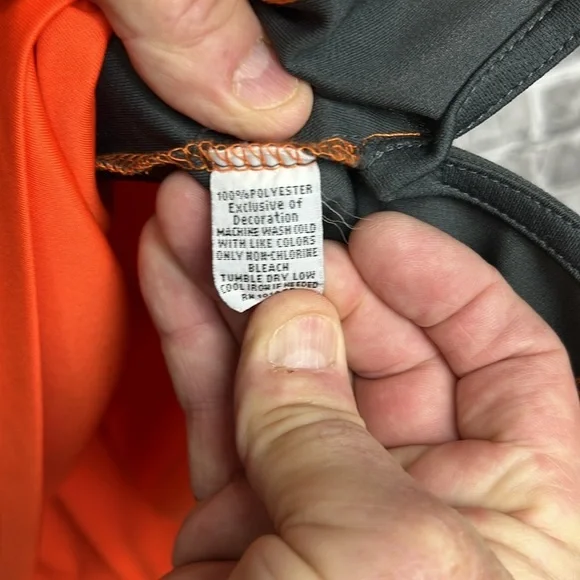 100%POLYESTER
Exclusive of
Decoration
MACHINE WASH COLD
WITH LIKE COLORS
ONLY NON-CHLORINE
BLEACH
TUMBLE DRY LOW
COOL IRON IF NEEDED
RN